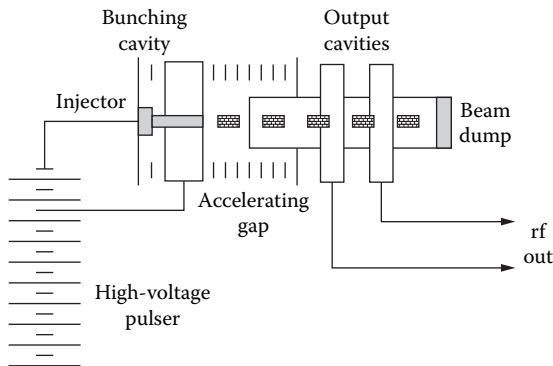 Bunching
cavity
Output
cavities
Injector
Beam
dump
Accelerating
gap
rf
out
High-voltage
pulser